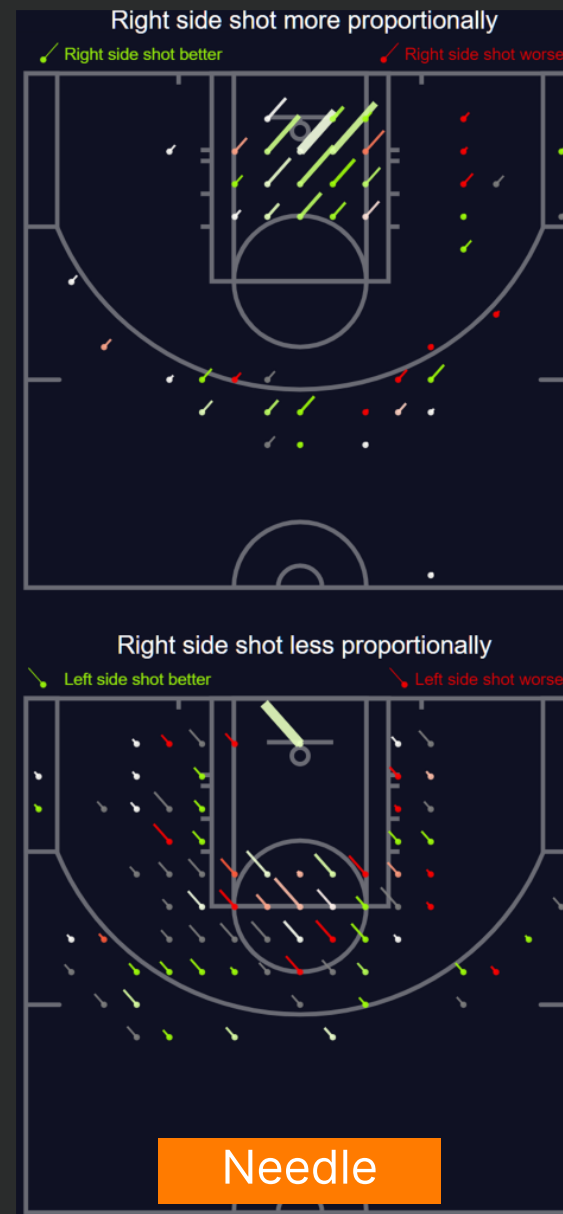 Right side shot more proportionally
Right side shot better
Right side shot worse
Right side shot less proportionally
Left side shot better
Left side shot worse
Needle